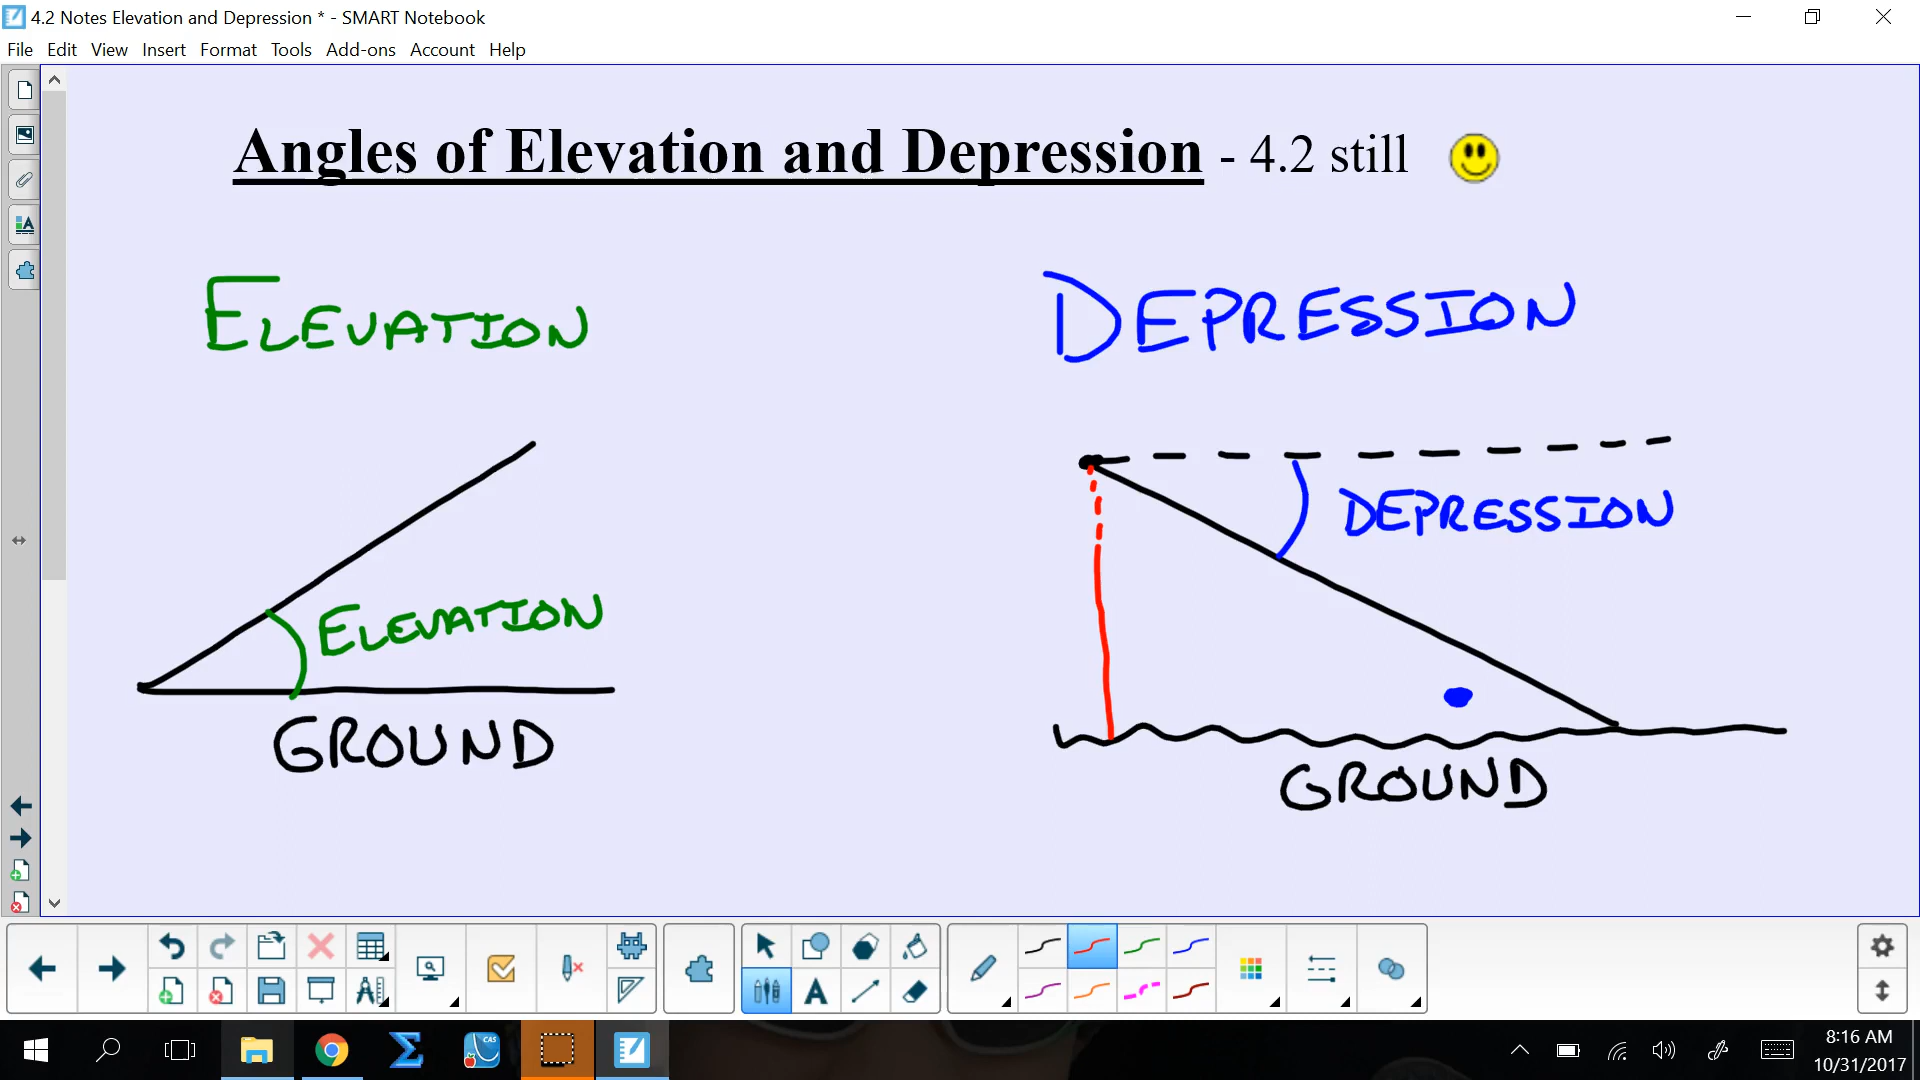 4.2 Notes Elevation and Depression * - SMART Notebook
File Edit View Insert Format Tools Add-ons Account Help
Angles of Elevation and Depression - 4.2 still
ELEVATION
DEPRESSION
DEPRESSION
ELEVATION
GROUND
GROUND
CAS
8:16 AM
10/31/2017